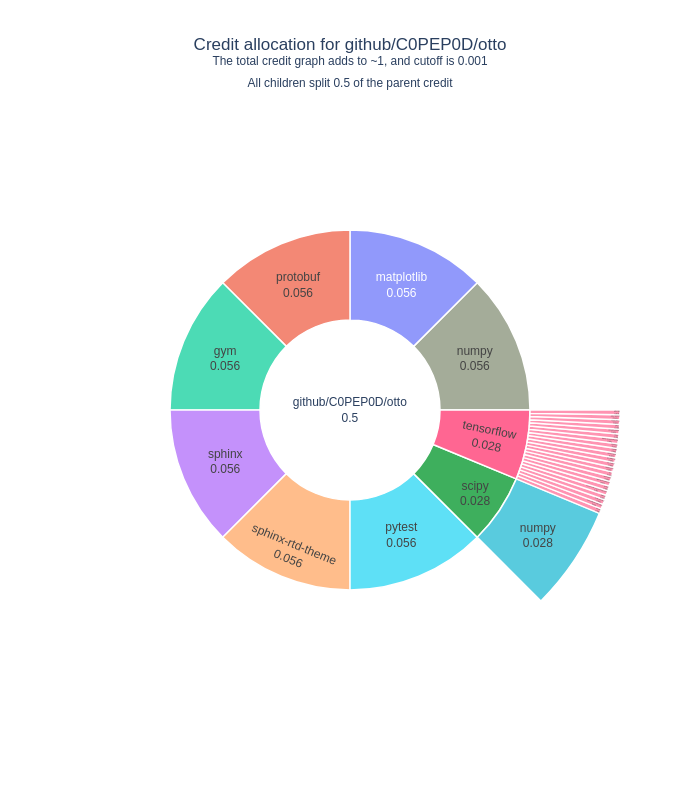 Credit allocation for github/C0PEP0D/otto
The total credit graph adds to ~1, and cutoff is 0.001
All children split 0.5 of the parent credit
protobuf
0.056
matplotlib
0.056
gym
0.056
numpy
0.056
github/C0PEP0D/otto
0.5
tensorflow
0.028
sphinx
0.056
scipy
0.028
sphinx-rtd-theme
0.056
pytest
0.056
numpy
0.028